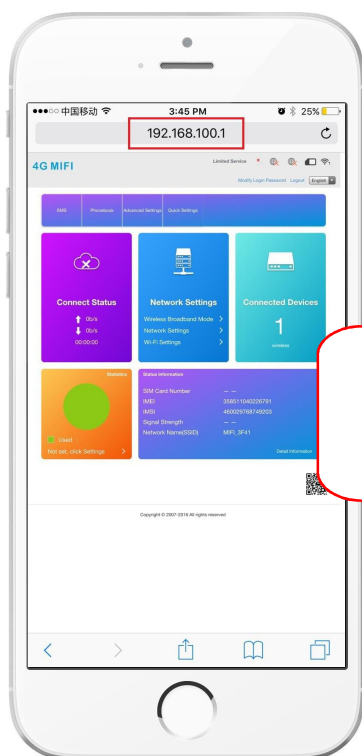 中国移动 3:45 PM 25%
192.168.100.1
4G MIFI
Limited Service
Modify Login Password Logout English
SMS Phonebook Advanced Settings Quick Settings
Connect Status
0b/s
0b/s
00:00:00
Network Settings
Wireless Broadband Mode >
Network Settings >
Wi-Fi Settings >
Connected Devices
1
wireless
Statistics
Used
Not set, click Settings >
Status Information
SIM Card Number — —
IMEI 358511040226791
IMSI 460029768749203
Signal Strength — —
Network Name(SSID) MIFI_3F41
Detail Information
Copyright © 2007-2016 All rights reserved